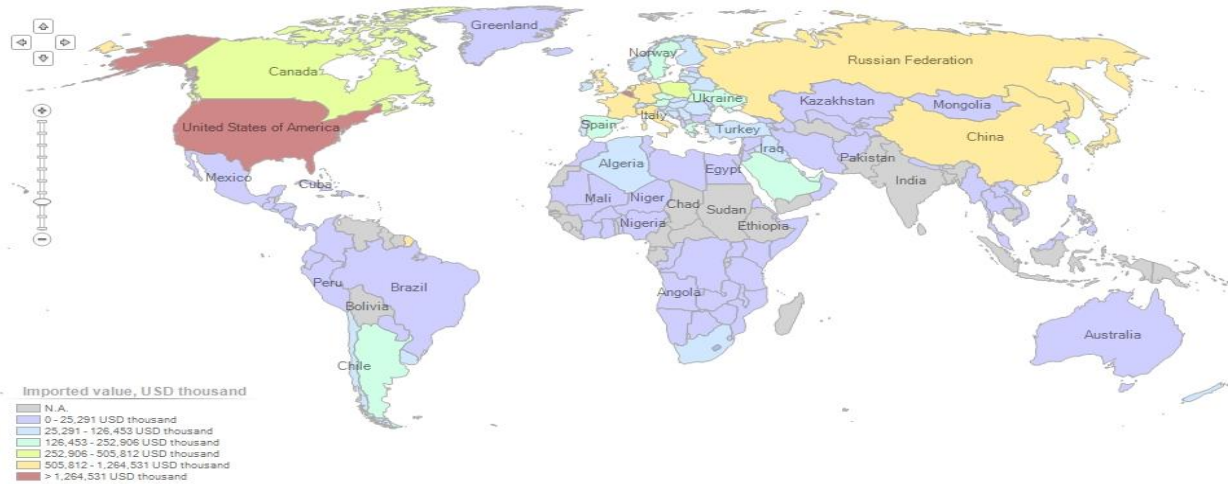 Greenland
Norway
Canada
Russian Federation
Ukraine
Kazakhstan
Mongolia
United States of America
Spain
Italy
Turkey
China
Iraq
Algeria
Pakistan
Mexico
Egypt
India
Cuba
Mali
Niger
Chad
Sudan
Nigeria
Ethiopia
Peru
Brazil
Angola
Bolivia
Australia
Chile
Imported value, USD thousand
N.A.
0 - 25,291 USD thousand
25,291 - 126,453 USD thousand
126,453 - 252,906 USD thousand
252,906 - 505,812 USD thousand
505,812 - 1,264,531 USD thousand
> 1,264,531 USD thousand